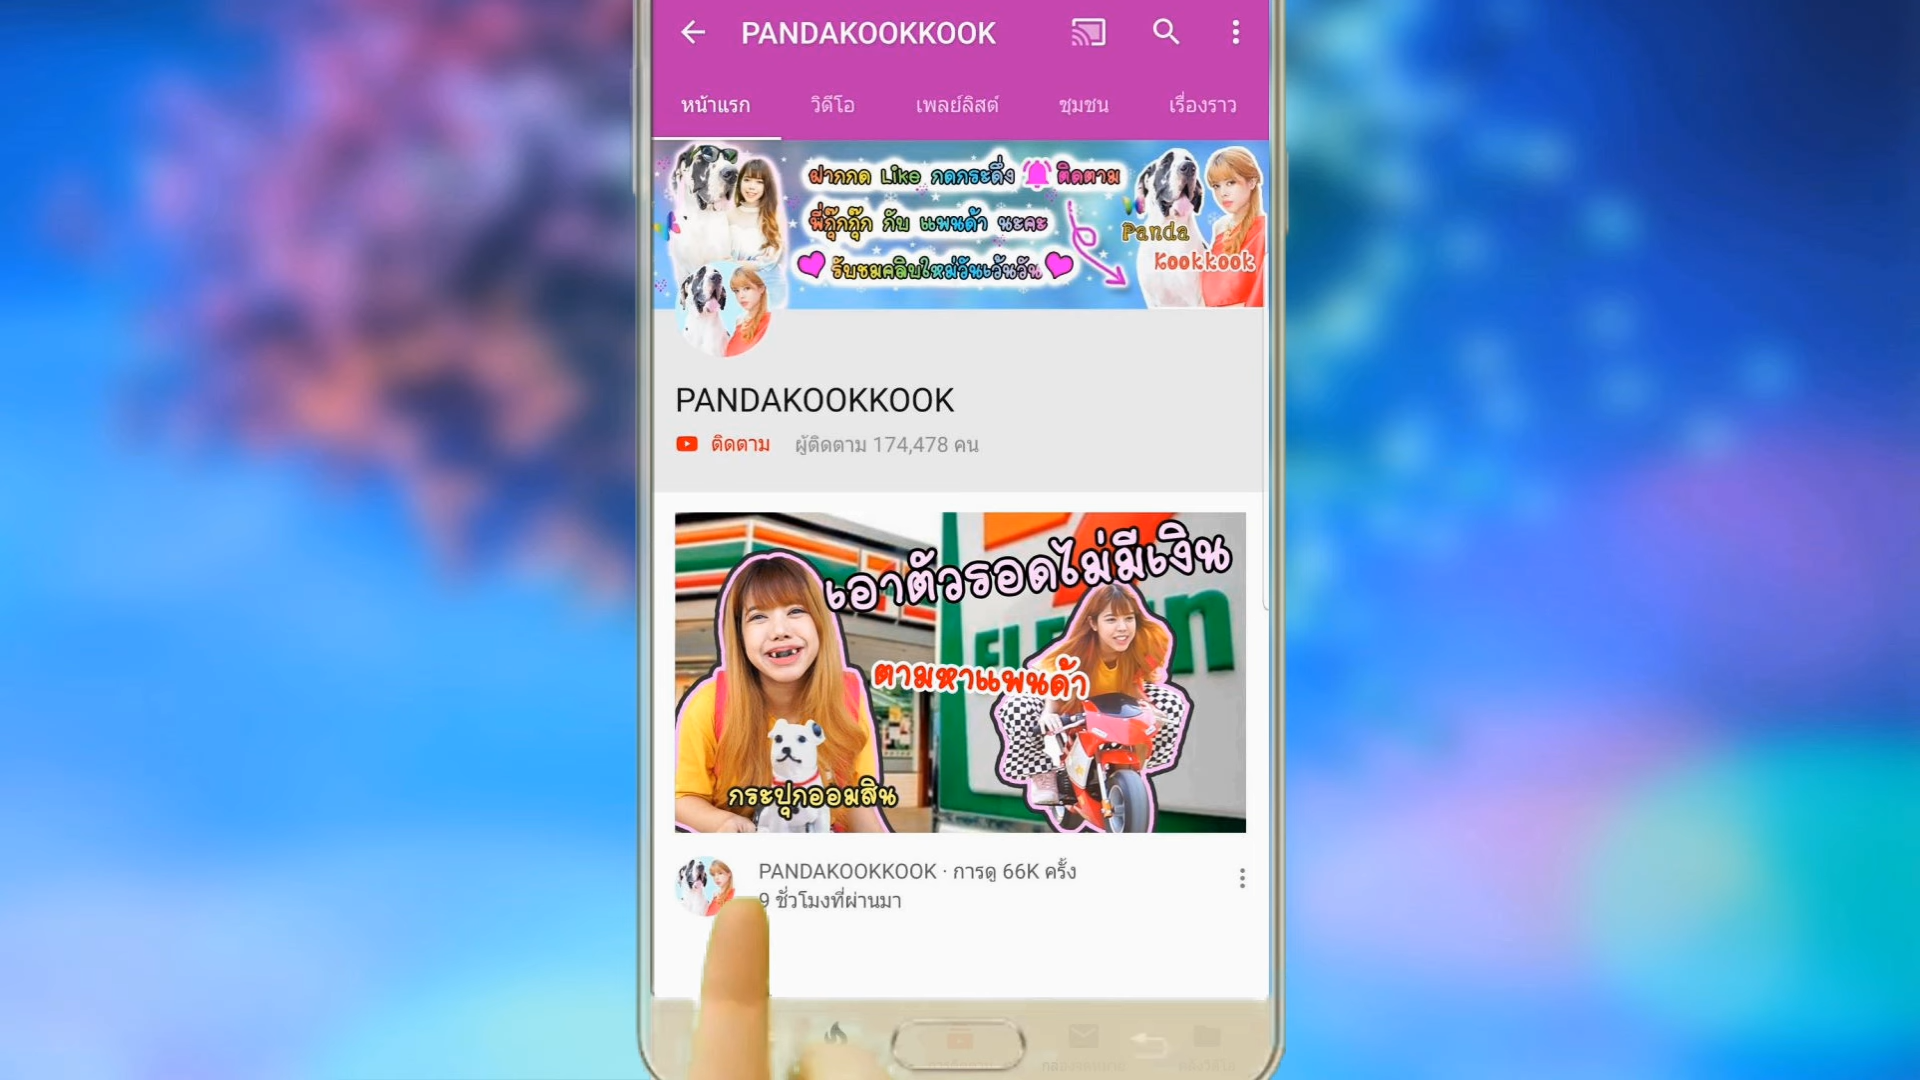 PANDAKOOKKOOK
หน้าแรก วิดีโอ เพลย์ลิสต์ ชุมชน เรื่องราว
ฝากกด Like กดกระดิ่ง ติดตาม
พี่กุ๊กกุ๊ก กับ แพนด้า นะคะ
รับชมคลิปใหม่วันเว้นวัน
Panda
Kookkook
PANDAKOOKKOOK
ติดตาม ผู้ติดตาม 174,478 คน
เอาตัวรอดไม่มีเงิน
ตามหาแพนด้า
กระปุกออมสิน
PANDAKOOKKOOK · การดู 66K ครั้ง
9 ชั่วโมงที่ผ่านมา